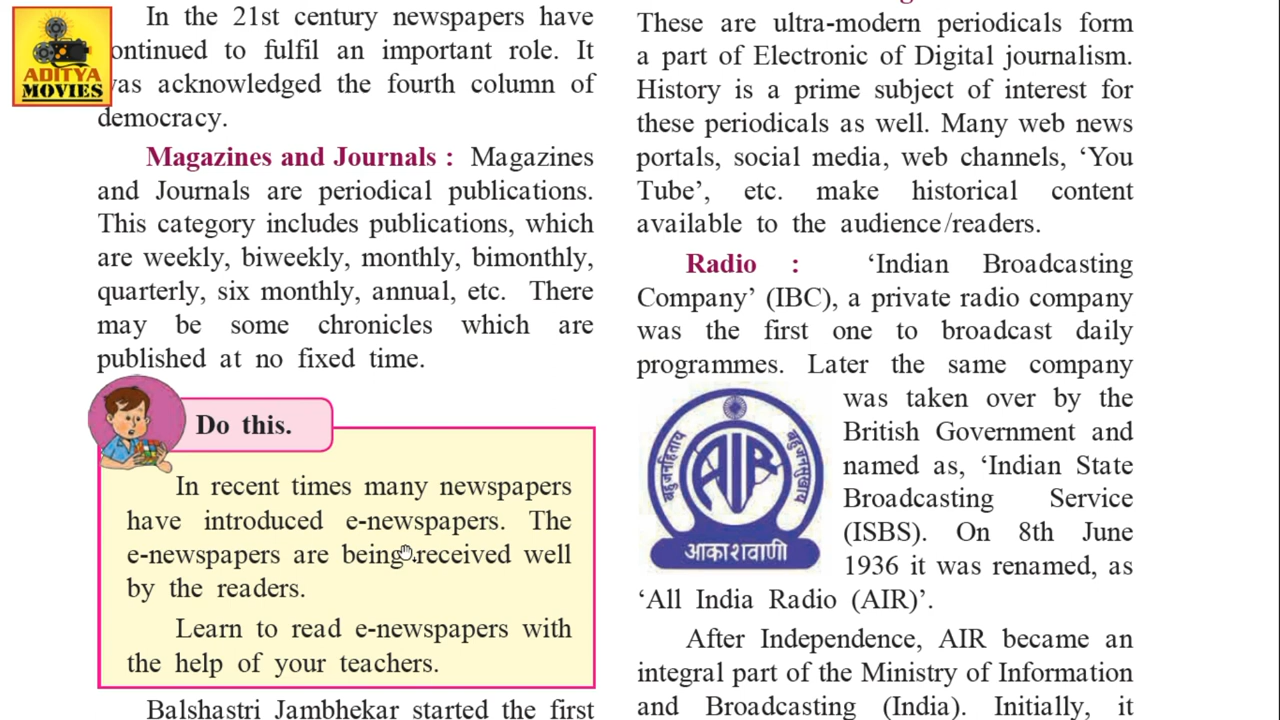 ADITYA
MOVIES
In the 21st century newspapers have
ontinued to fulfil an important role. It
was acknowledged the fourth column of
democracy.
Magazines and Journals : Magazines
and Journals are periodical publications.
This category includes publications, which
are weekly, biweekly, monthly, bimonthly,
quarterly, six monthly, annual, etc. There
may be some chronicles which are
published at no fixed time.
Do this.
In recent times many newspapers
have introduced e-newspapers. The
e-newspapers are being received well
by the readers.
Learn to read e-newspapers with
the help of your teachers.
Balshastri Jambhekar started the first
These are ultra-modern periodicals form
a part of Electronic of Digital journalism.
History is a prime subject of interest for
these periodicals as well. Many web news
portals, social media, web channels, ‘You
Tube’, etc. make historical content
available to the audience/readers.
Radio : ‘Indian Broadcasting
Company’ (IBC), a private radio company
was the first one to broadcast daily
programmes. Later the same company
was taken over by the
British Government and
named as, ‘Indian State
Broadcasting Service
(ISBS). On 8th June
1936 it was renamed, as
‘All India Radio (AIR)’.
बहुजनहिताय
बहुजनसुखाय
AIR
आकाशवाणी
After Independence, AIR became an
integral part of the Ministry of Information
and Broadcasting (India). Initially, it